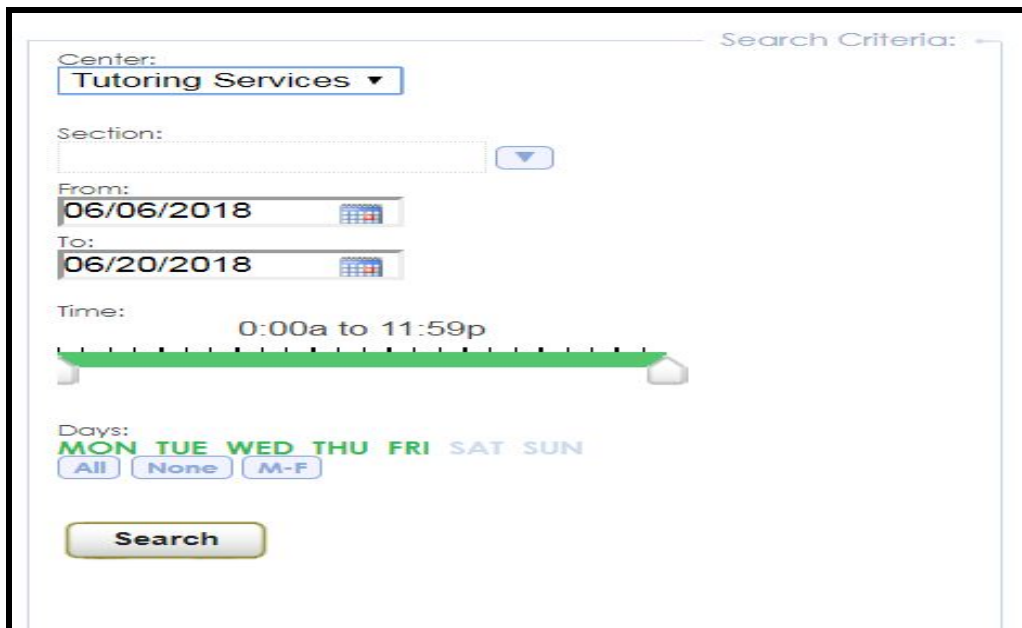 Search Criteria:
Center:
Tutoring Services
Section:
From:
06/06/2018
To:
06/20/2018
Time:
0:00a to 11:59p
Days:
MON TUE WED THU FRI SAT SUN
All None M-F
Search